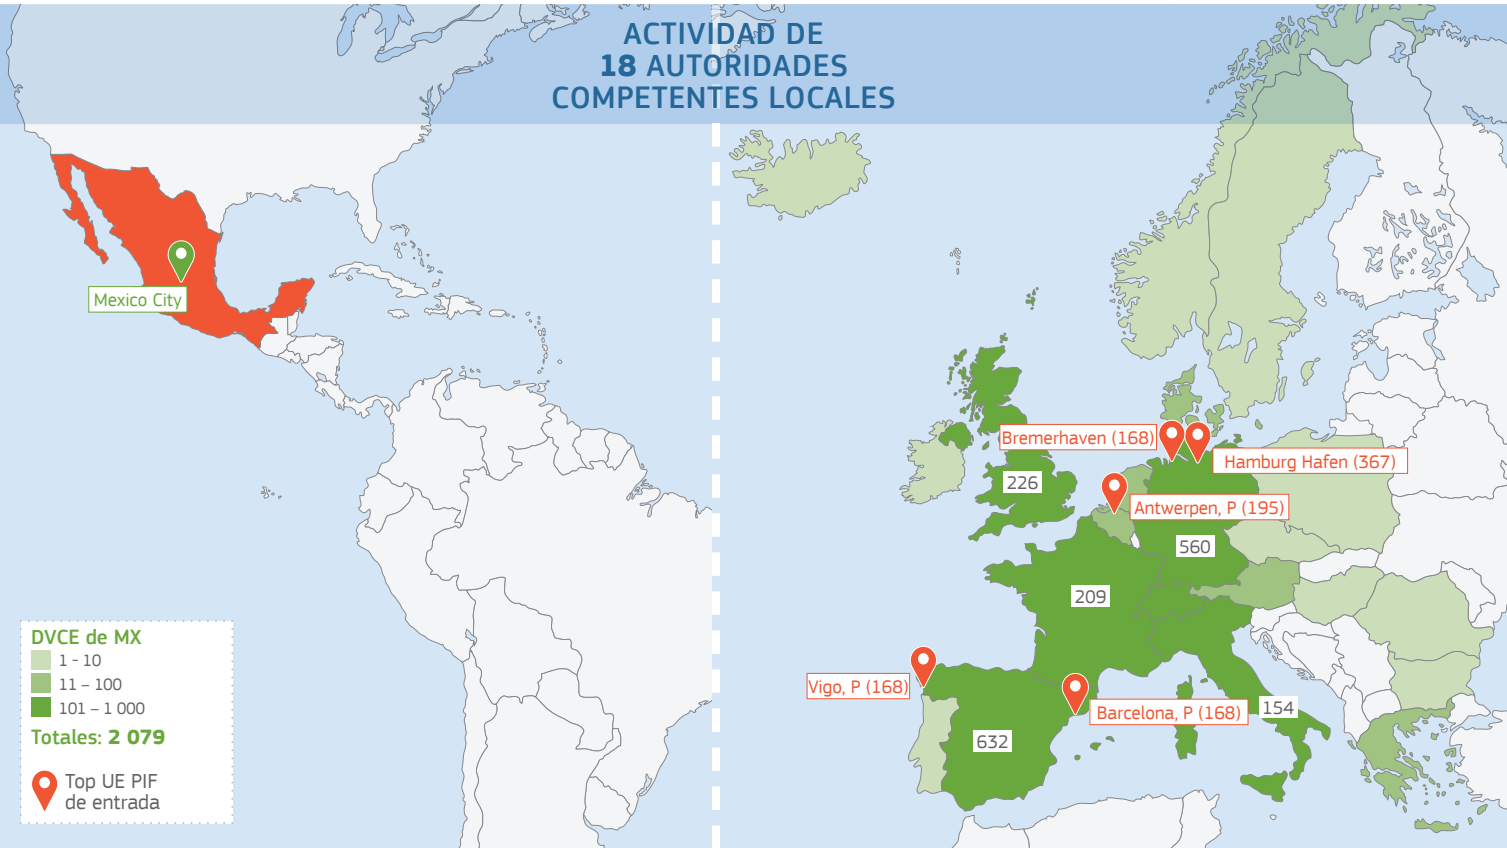 ACTIVIDAD DE
18 AUTORIDADES
COMPETENTES LOCALES
Mexico City
Bremerhaven (168)
Hamburg Hafen (367)
226
Antwerpen, P (195)
560
209
Vigo, P (168)
Barcelona, P (168)
154
632
DVCE de MX
1 - 10
11 – 100
101 – 1 000
Totales: 2 079
Top UE PIF
de entrada